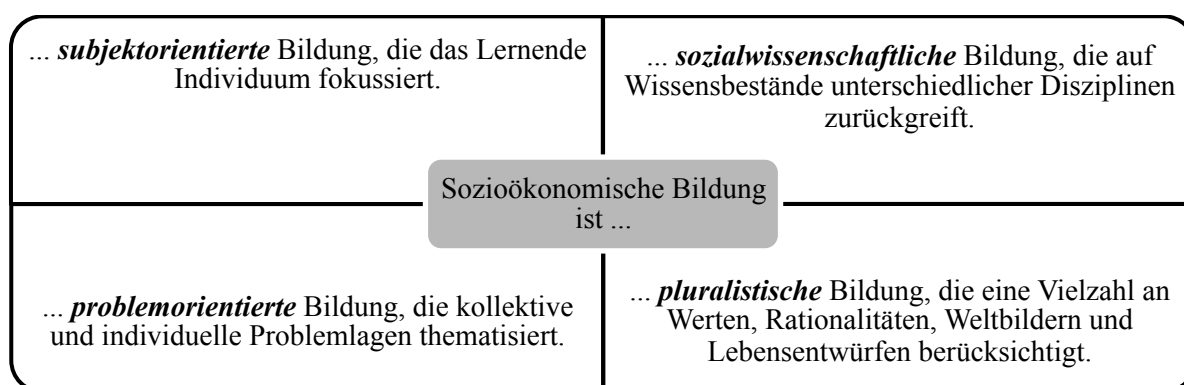 ... subjektorientierte Bildung, die das Lernende
Individuum fokussiert.
... sozialwissenschaftliche Bildung, die auf
Wissensbestände unterschiedlicher Disziplinen
zurückgreift.
Sozioökonomische Bildung
ist ...
... problemorientierte Bildung, die kollektive
und individuelle Problemlagen thematisiert.
... pluralistische Bildung, die eine Vielzahl an
Werten, Rationalitäten, Weltbildern und
Lebensentwürfen berücksichtigt.